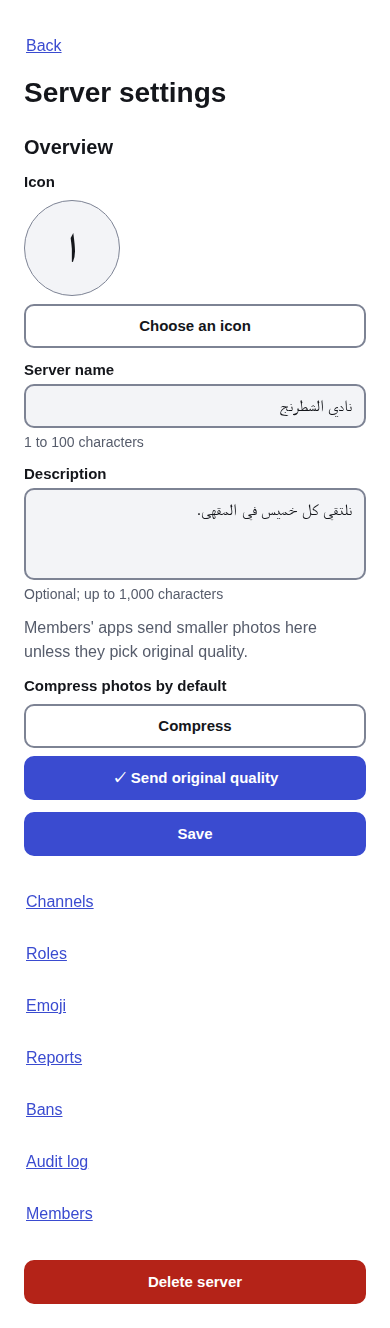 Back
Server settings
Overview
Icon
ا
Choose an icon
Server name
نادي الشطرنج
1 to 100 characters
Description
نلتقي كل خميس في المقهى.
Optional; up to 1,000 characters
Members' apps send smaller photos here
unless they pick original quality.
Compress photos by default
Compress
✓ Send original quality
Save
Channels
Roles
Emoji
Reports
Bans
Audit log
Members
Delete server